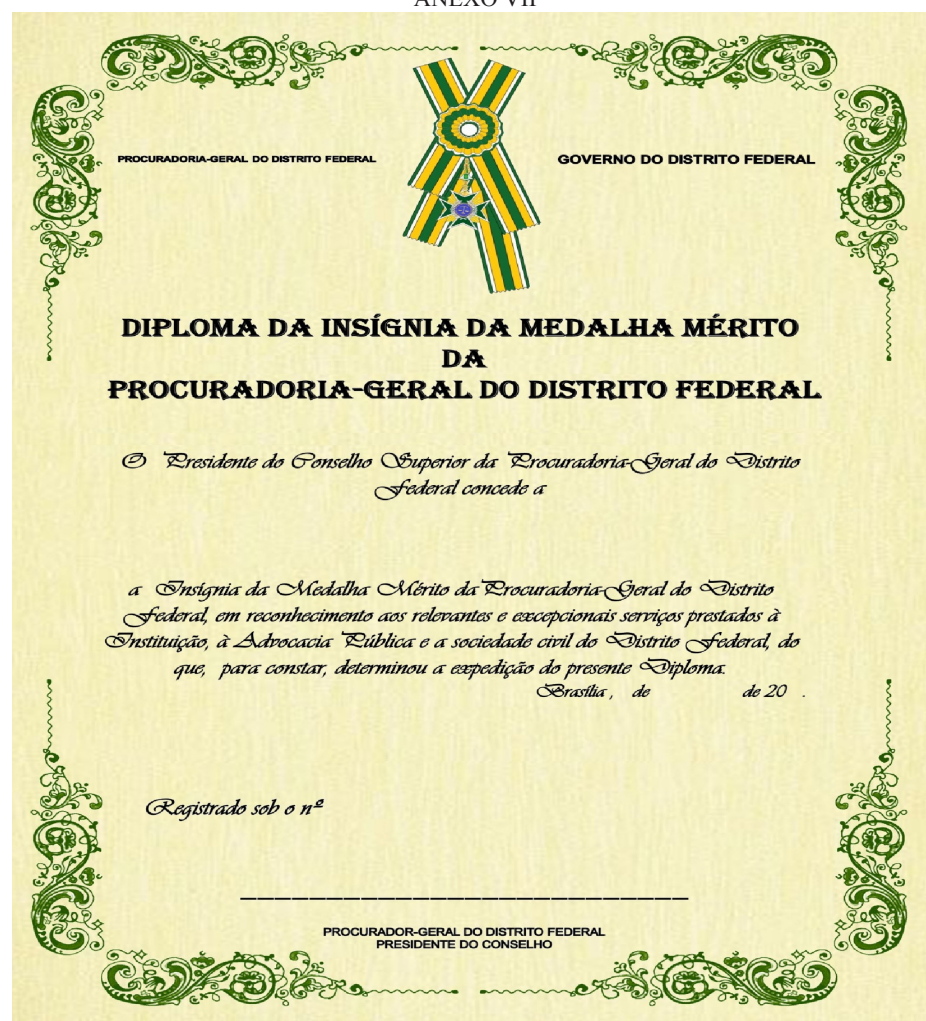 ANEXO VII
PROCURADORIA-GERAL DO DISTRITO FEDERAL
GOVERNO DO DISTRITO FEDERAL
DIPLOMA DA INSÍGNIA DA MEDALHA MÉRITO
DA
PROCURADORIA-GERAL DO DISTRITO FEDERAL
O Presidente do Conselho Superior da Procuradoria-Geral do Distrito
Federal concede a
a Insígnia da Medalha Mérito da Procuradoria-Geral do Distrito
Federal, em reconhecimento aos relevantes e excepcionais serviços prestados à
Instituição, à Advocacia Pública e a sociedade civil do Distrito Federal, do
que, para constar, determinou a expedição do presente Diploma.
Brasília , de de 20 .
Registrado sob o nº
PROCURADOR-GERAL DO DISTRITO FEDERAL
PRESIDENTE DO CONSELHO